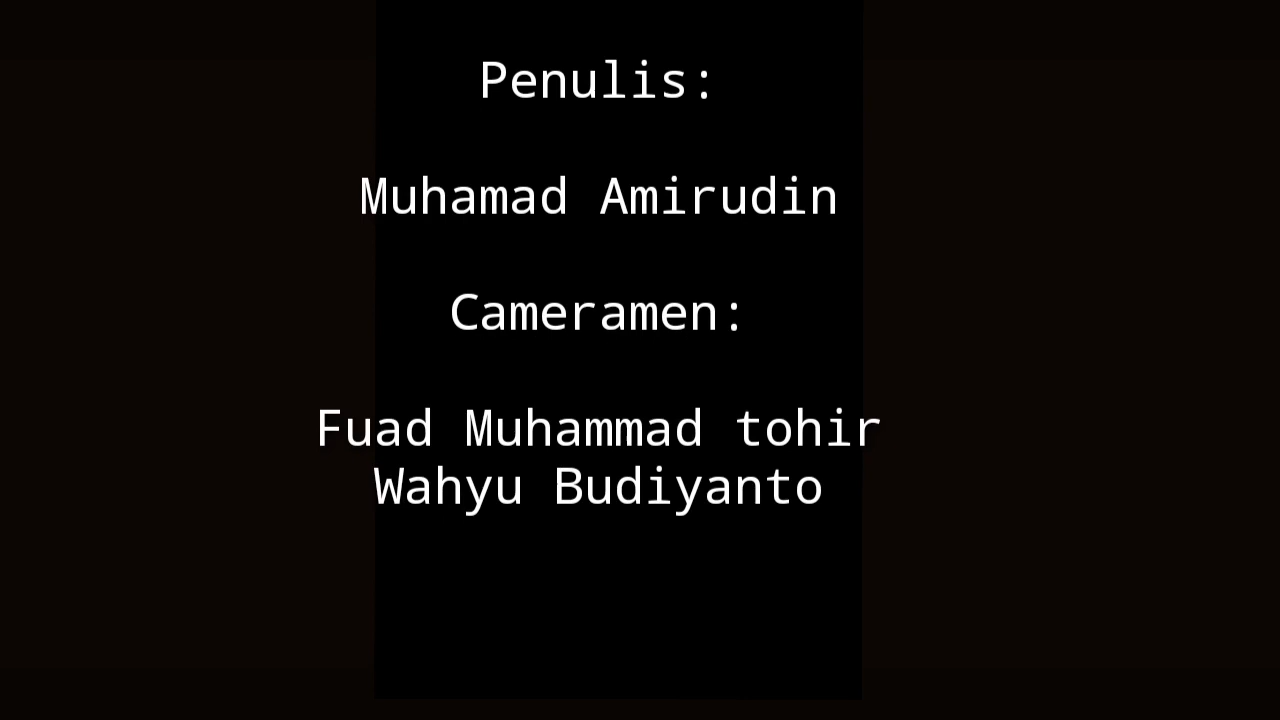 Penulis:
Muhamad Amirudin
Cameramen:
Fuad Muhammad tohir
Wahyu Budiyanto